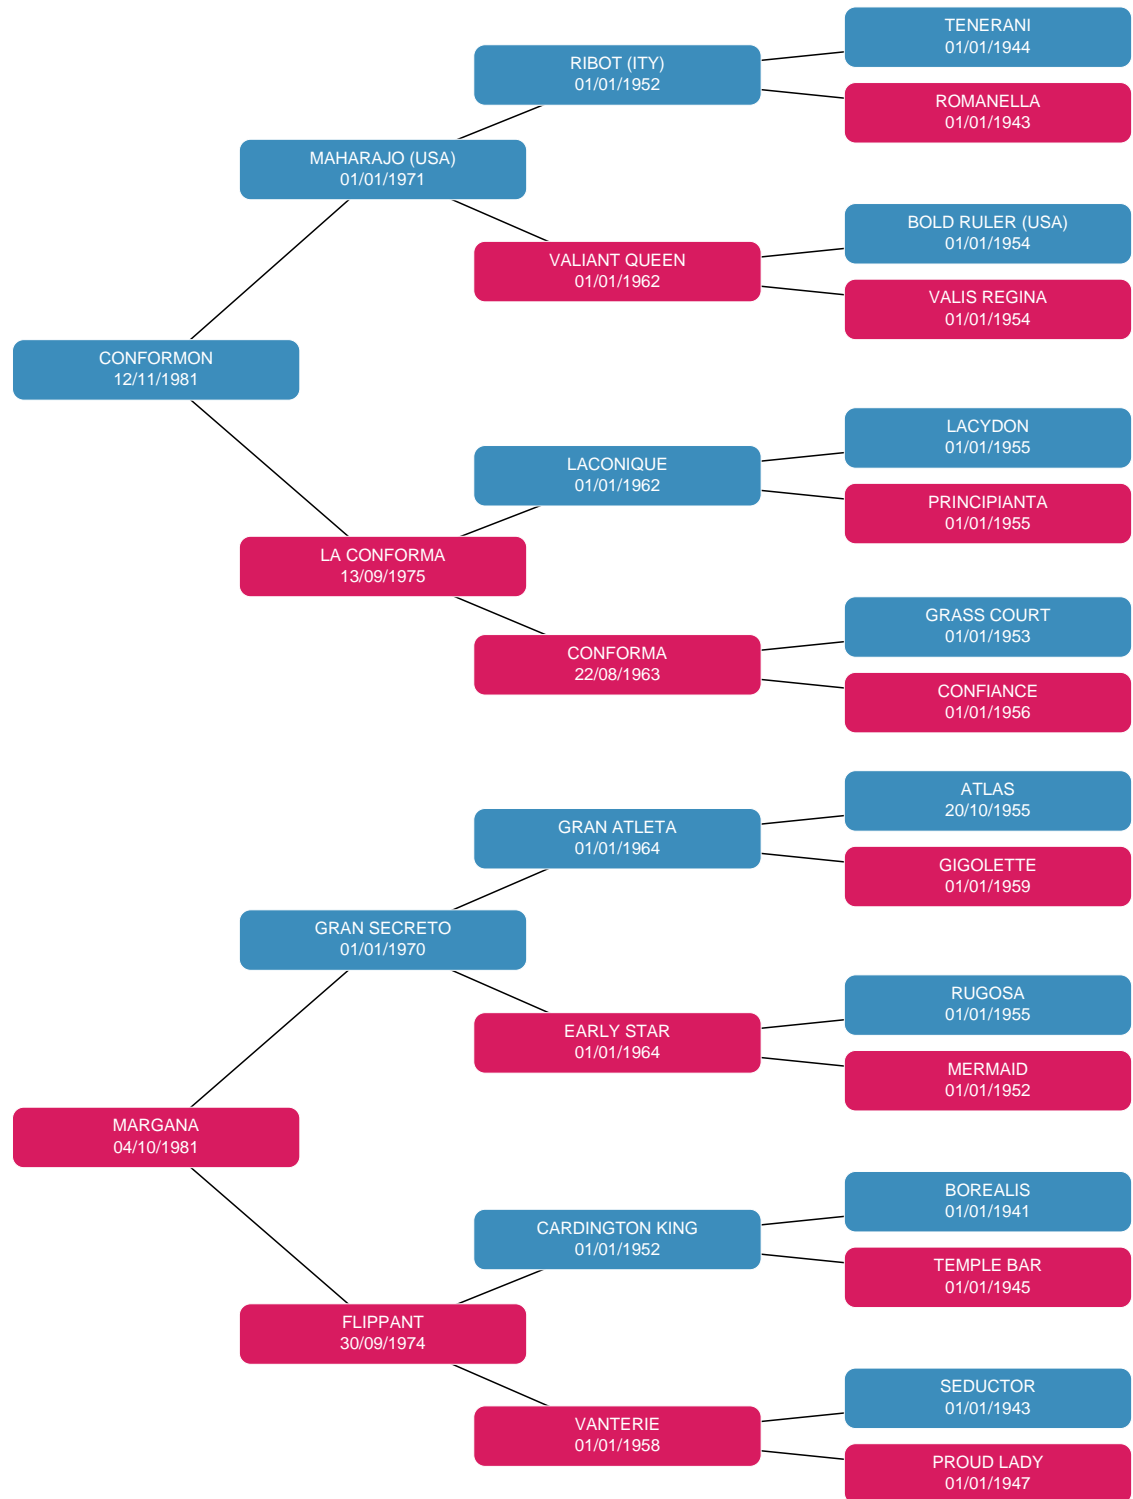 TENERANI
01/01/1944
RIBOT (ITY)
01/01/1952
ROMANELLA
01/01/1943
MAHARAJO (USA)
01/01/1971
BOLD RULER (USA)
01/01/1954
VALIANT QUEEN
01/01/1962
VALIS REGINA
01/01/1954
CONFORMON
12/11/1981
LACYDON
01/01/1955
LACONIQUE
01/01/1962
PRINCIPIANTA
01/01/1955
LA CONFORMA
13/09/1975
GRASS COURT
01/01/1953
CONFORMA
22/08/1963
CONFIANCE
01/01/1956
ATLAS
20/10/1955
GRAN ATLETA
01/01/1964
GIGOLETTE
01/01/1959
GRAN SECRETO
01/01/1970
RUGOSA
01/01/1955
EARLY STAR
01/01/1964
MERMAID
01/01/1952
MARGANA
04/10/1981
BOREALIS
01/01/1941
CARDINGTON KING
01/01/1952
TEMPLE BAR
01/01/1945
FLIPPANT
30/09/1974
SEDUCTOR
01/01/1943
VANTERIE
01/01/1958
PROUD LADY
01/01/1947